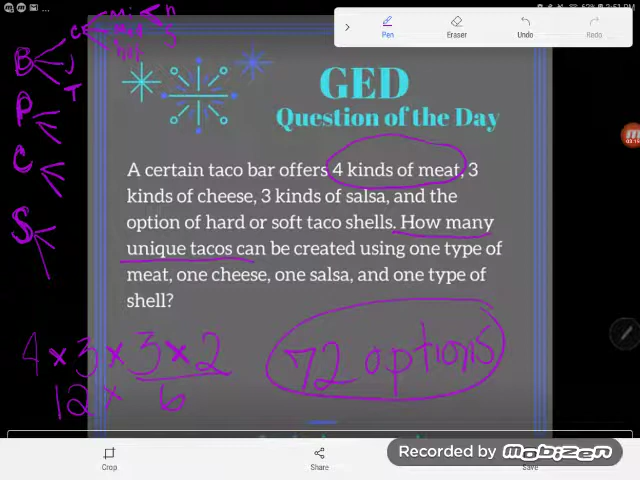 Pen
Eraser
Undo
Redo
GED
Question of the Day
A certain taco bar offers 4 kinds of meat, 3
kinds of cheese, 3 kinds of salsa, and the
option of hard or soft taco shells. How many
unique tacos can be created using one type of
meat, one cheese, one salsa, and one type of
shell?
B
C
J
T
P
C
S
4 × 3 × 3 × 2
12 × 6
72 options
Crop
Share
Save
Recorded by mobizen